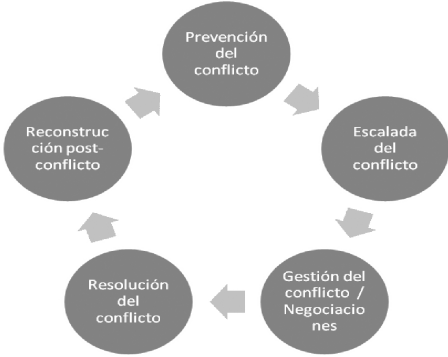 Prevención
del
conflicto
Escalada
del
conflicto
Gestión del
conflicto /
Negociacio
nes
Resolución
del
conflicto
Reconstruc
ción post-
conflicto